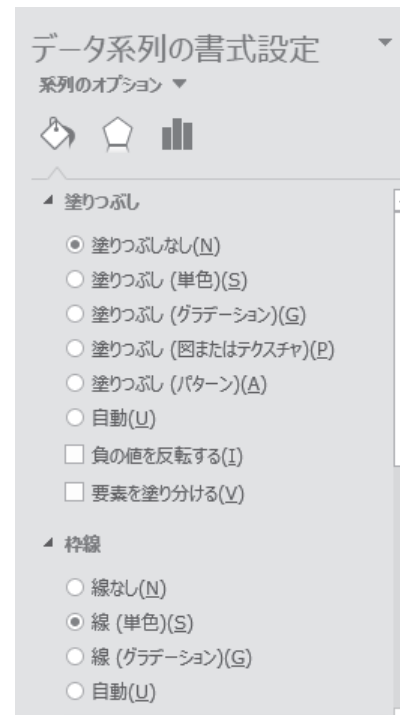 データ系列の書式設定
系列のオプション
塗りつぶし
塗りつぶしなし(N)
塗りつぶし (単色)(S)
塗りつぶし (グラデーション)(G)
塗りつぶし (図またはテクスチャ)(P)
塗りつぶし (パターン)(A)
自動(U)
負の値を反転する(I)
要素を塗り分ける(V)
枠線
線なし(N)
線 (単色)(S)
線 (グラデーション)(G)
自動(U)